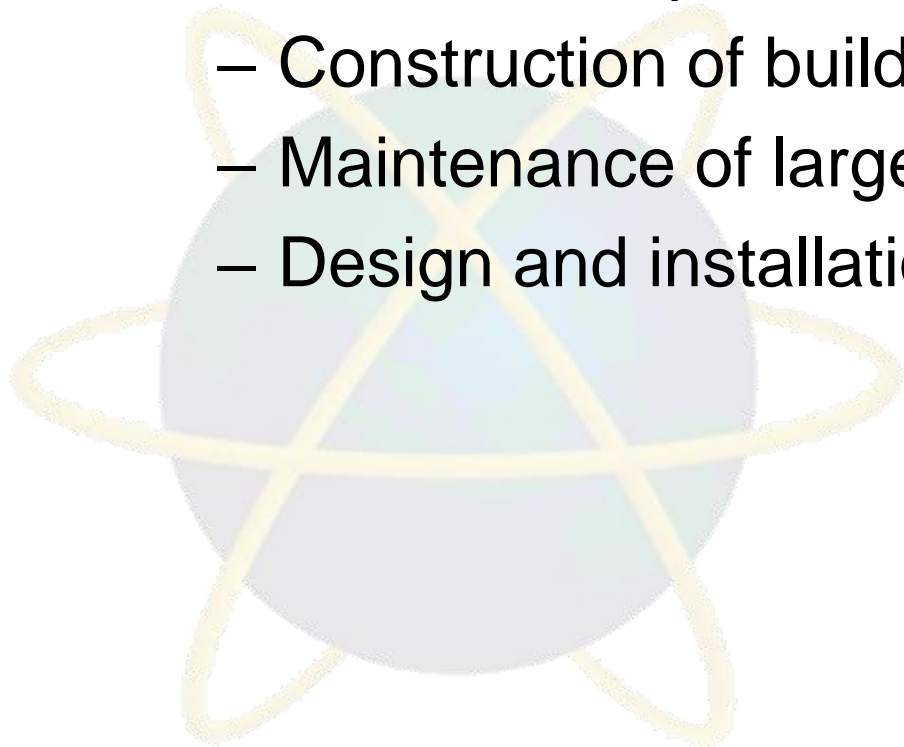 – Construction of build
– Maintenance of large
– Design and installati